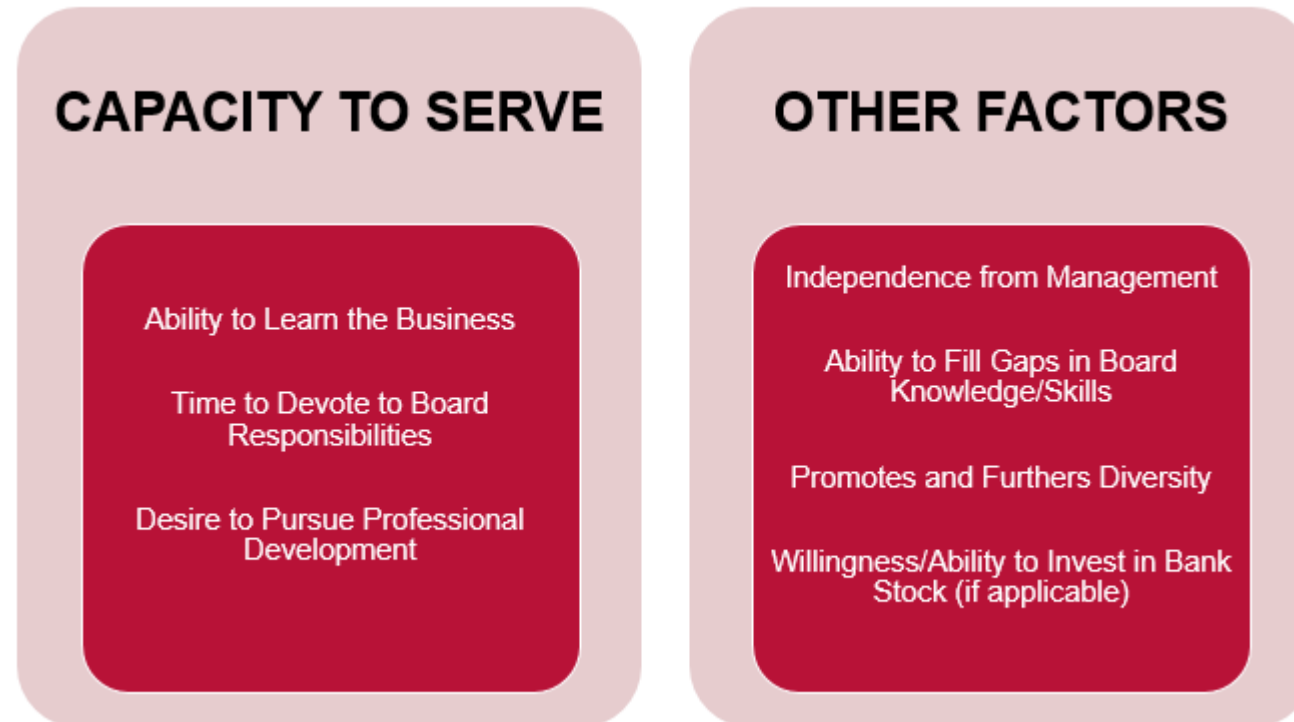 CAPACITY TO SERVE
Ability to Learn the Business
Time to Devote to Board
Responsibilities
Desire to Pursue Professional
Development
OTHER FACTORS
Independence from Management
Ability to Fill Gaps in Board
Knowledge/Skills
Promotes and Furthers Diversity
Willingness/Ability to Invest in Bank
Stock (if applicable)